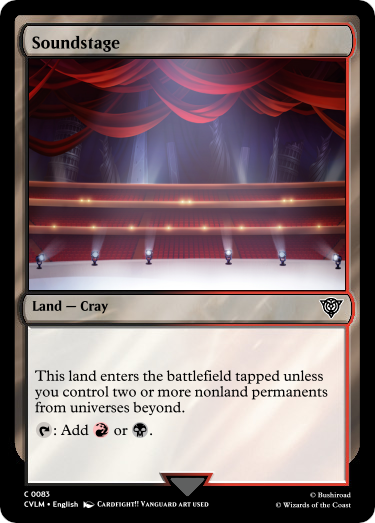 Soundstage
Land — Cray
This land enters the battlefield tapped unless
you control two or more nonland permanents
from universes beyond.
: Add or .
C 0083
CVLM • English CARDFIGHT!! VANGUARD ART USED
© Bushiroad
© Wizards of the Coast